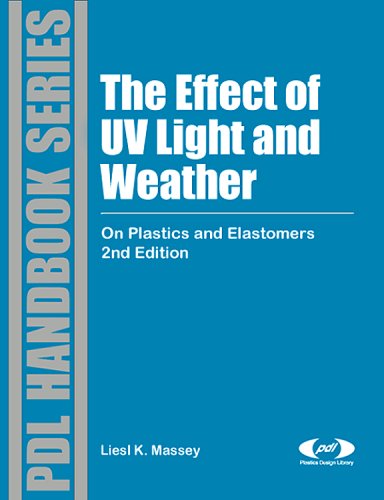 PDL HANDBOOK SERIES
The Effect of
UV Light and
Weather
On Plastics and Elastomers
2nd Edition
Liesl K. Massey
pdl
Plastics Design Library